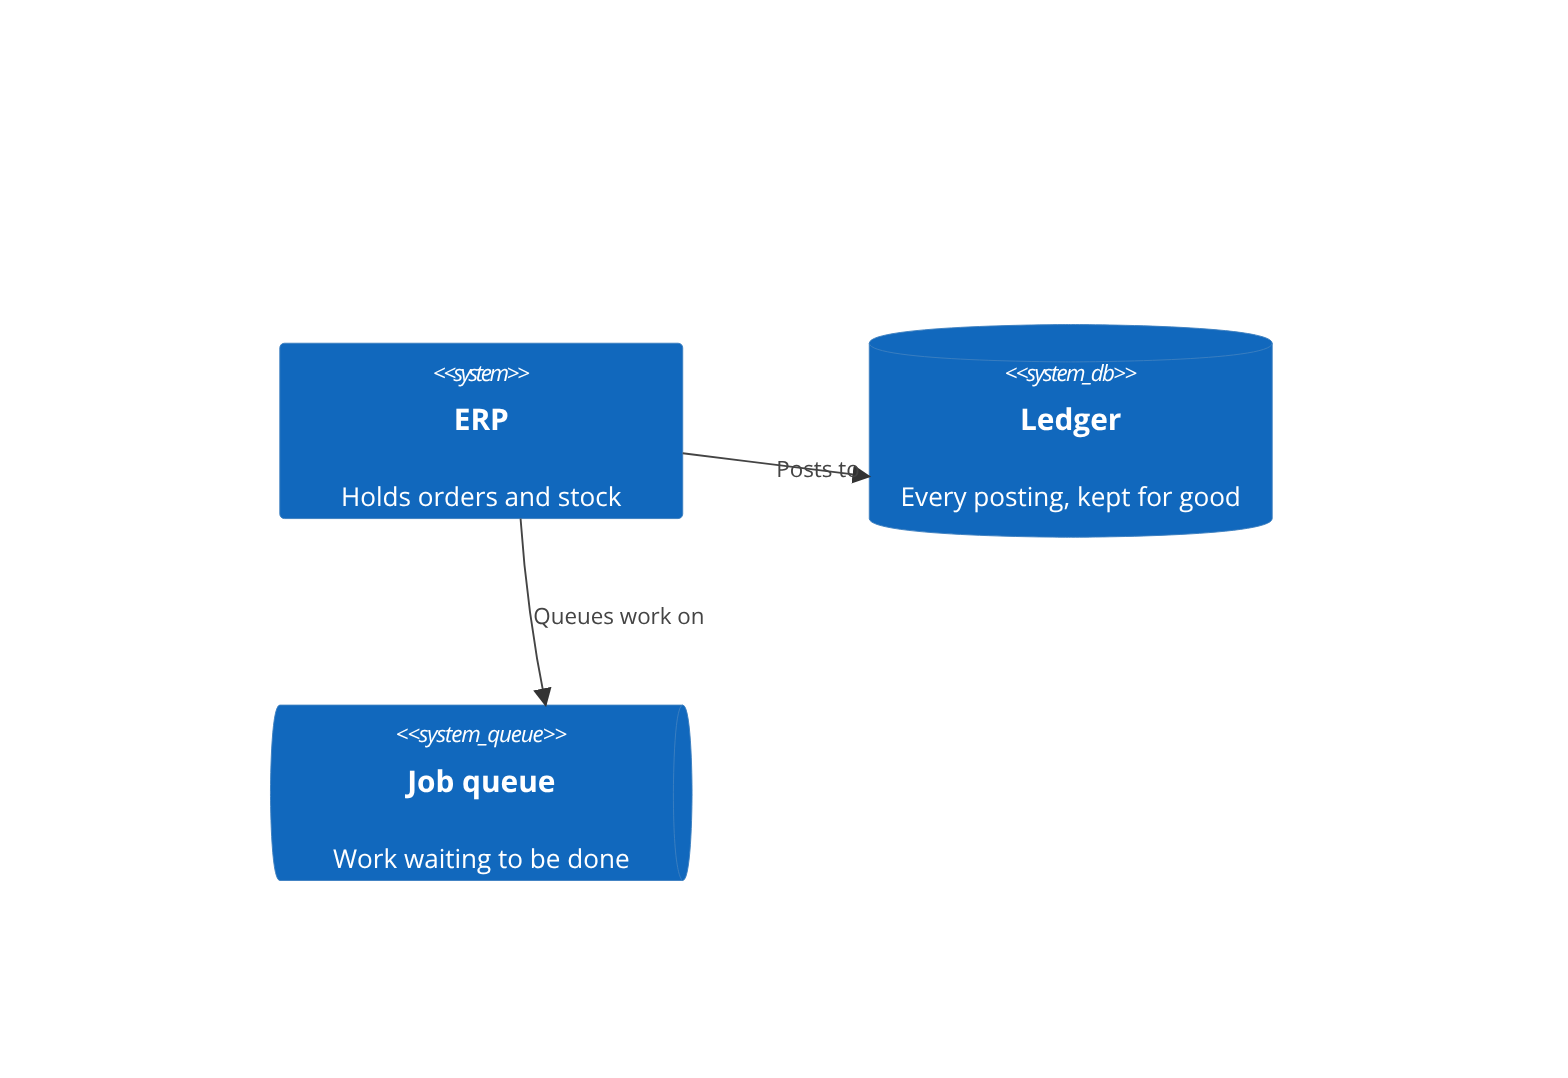 <<system>>
ERP
Holds orders and stock
<<system_db>>
Ledger
Every posting, kept for good
Posts to
Queues work on
<<system_queue>>
Job queue
Work waiting to be done